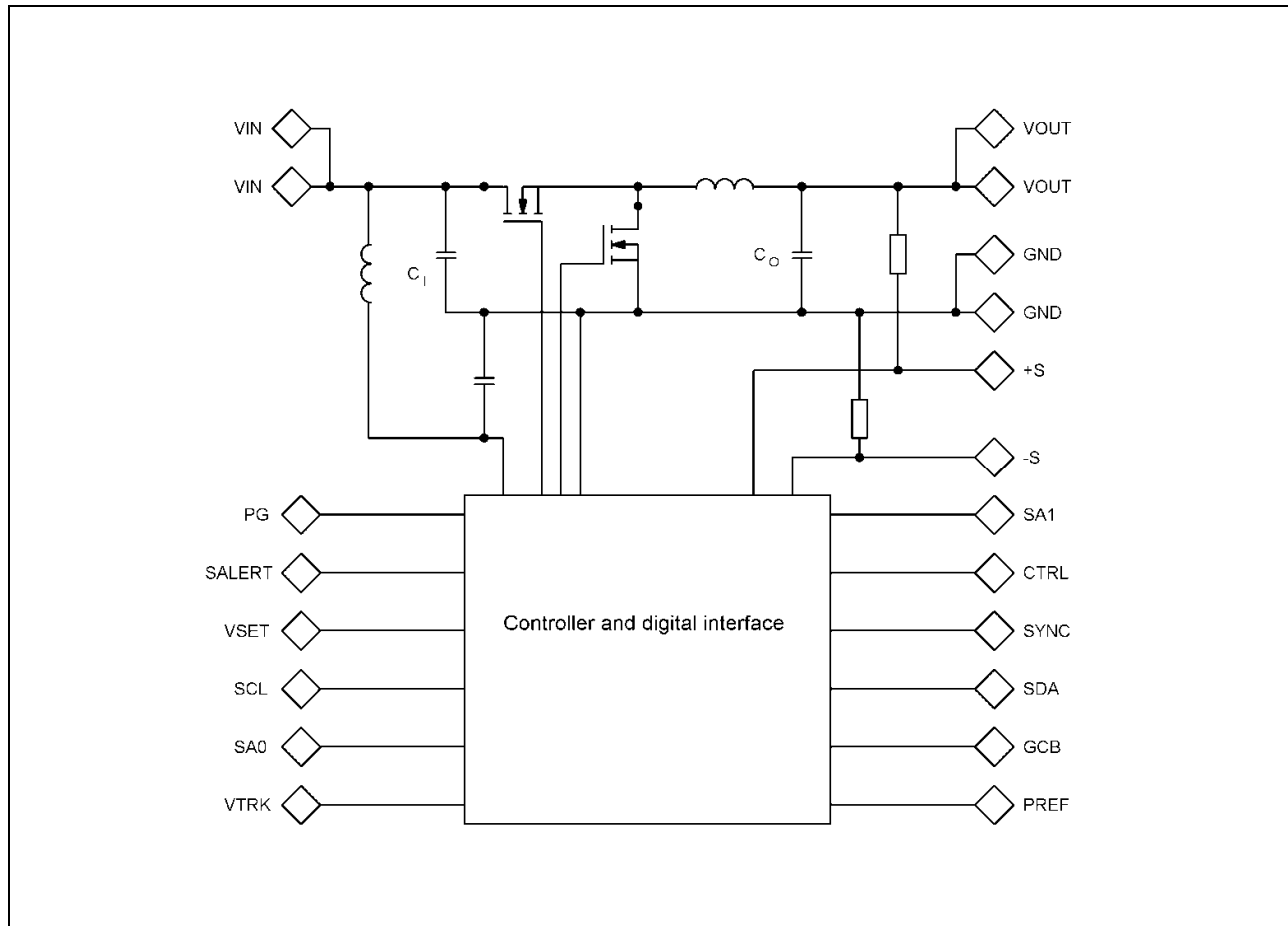 VIN
VOUT
VIN
VOUT
C I
C O
GND
GND
+S
-S
PG
SA1
SALERT
CTRL
Controller and digital interface
VSET
SYNC
SCL
SDA
SA0
GCB
VTRK
PREF